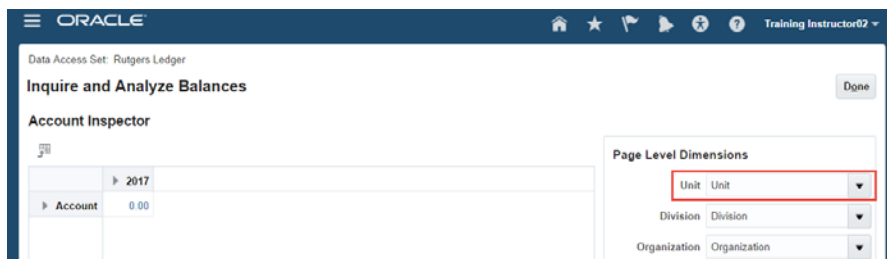 ORACLE
Training Instructor02
Data Access Set: Rutgers Ledger
Inquire and Analyze Balances
Done
Account Inspector
Page Level Dimensions
2017
Unit Unit
Account 0.00
Division Division
Organization Organization